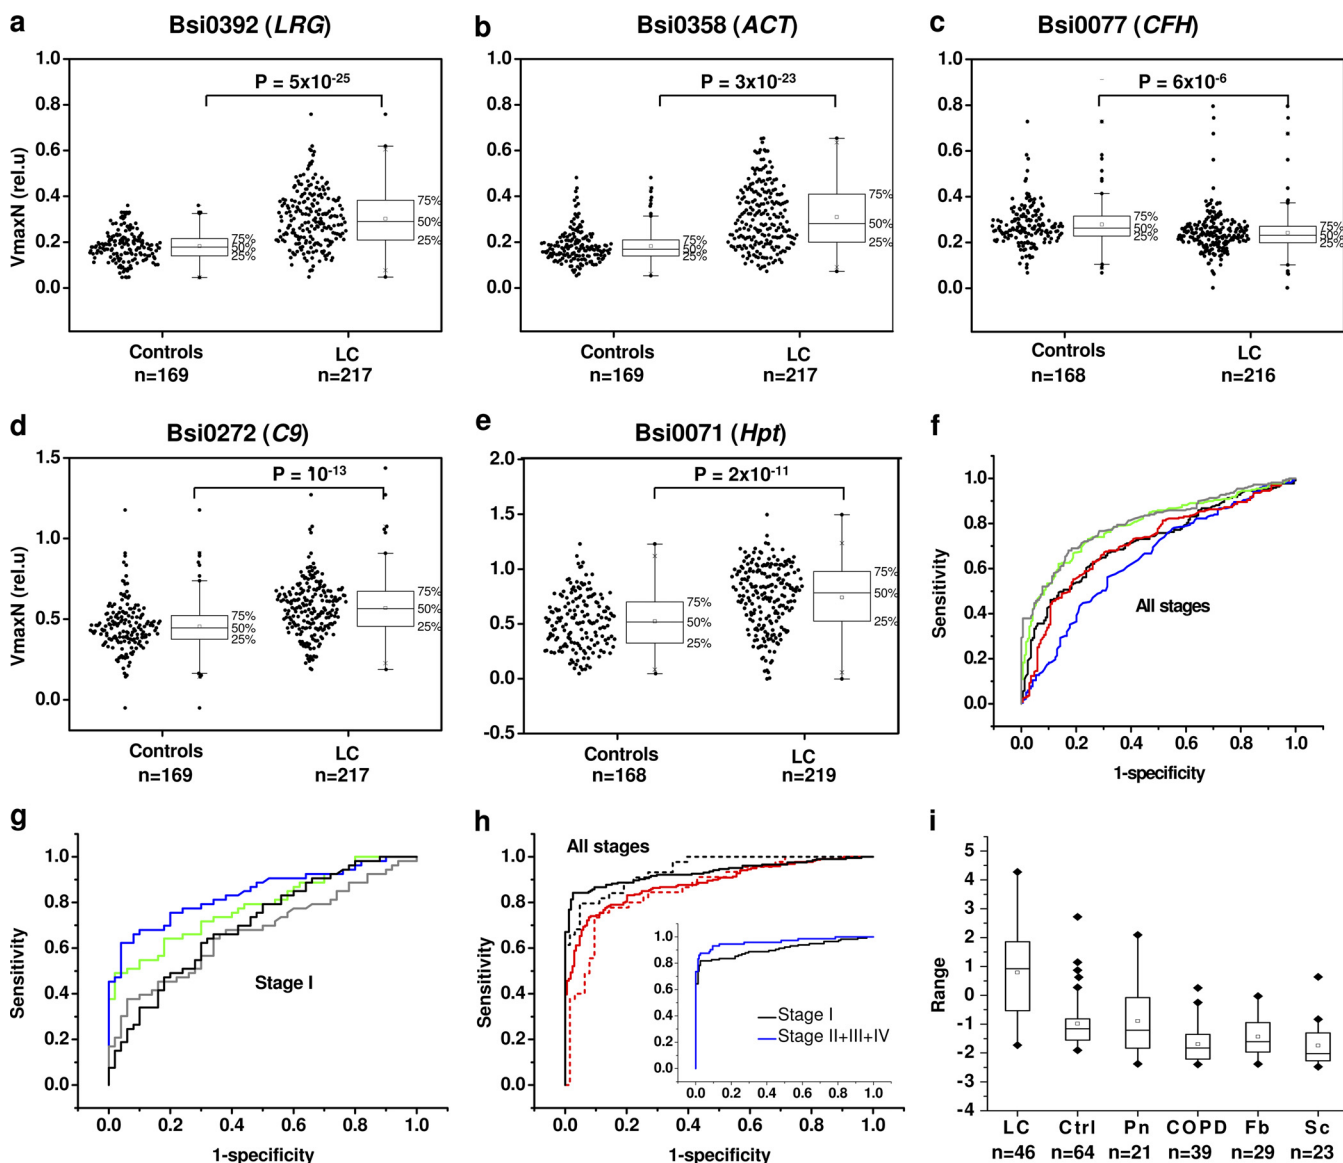 a
Bsi0392 (LRG)
P = 5x10-25
VmaxN (rel.u)
1.0
0.8
0.6
0.4
0.2
0.0
75%
50%
25%
75%
50%
25%
Controls
n=169
LC
n=217
b
Bsi0358 (ACT)
P = 3x10-23
1.0
0.8
0.6
0.4
0.2
0.0
75%
50%
25%
75%
50%
25%
Controls
n=169
LC
n=217
c
Bsi0077 (CFH)
P = 6x10-6
1.0
0.8
0.6
0.4
0.2
0.0
75%
50%
25%
75%
50%
25%
Controls
n=168
LC
n=216
d
Bsi0272 (C9)
P = 10-13
VmaxN (rel.u)
1.5
1.0
0.5
0.0
75%
50%
25%
75%
50%
25%
Controls
n=169
LC
n=217
e
Bsi0071 (Hpt)
P = 2x10-11
2.0
1.5
1.0
0.5
0.0
-0.5
75%
50%
25%
75%
50%
25%
Controls
n=168
LC
n=219
f
Sensitivity
1.0
0.8
0.6
0.4
0.2
0.0
All stages
0.0 0.2 0.4 0.6 0.8 1.0
1-specificity
g
Sensitivity
1.0
0.8
0.6
0.4
0.2
0.0
Stage I
0.0 0.2 0.4 0.6 0.8 1.0
1-specificity
h
All stages
Sensitivity
1.0
0.8
0.6
0.4
0.2
0.0
1.0
0.8
0.6
0.4
0.2
0.0
Stage I
Stage II+III+IV
0.0 0.2 0.4 0.6 0.8 1.0
0.0 0.2 0.4 0.6 0.8 1.0
1-specificity
i
Range
5
4
3
2
1
0
-1
-2
-3
-4
LC Ctrl Pn COPD Fb Sc
n=46 n=64 n=21 n=39 n=29 n=23